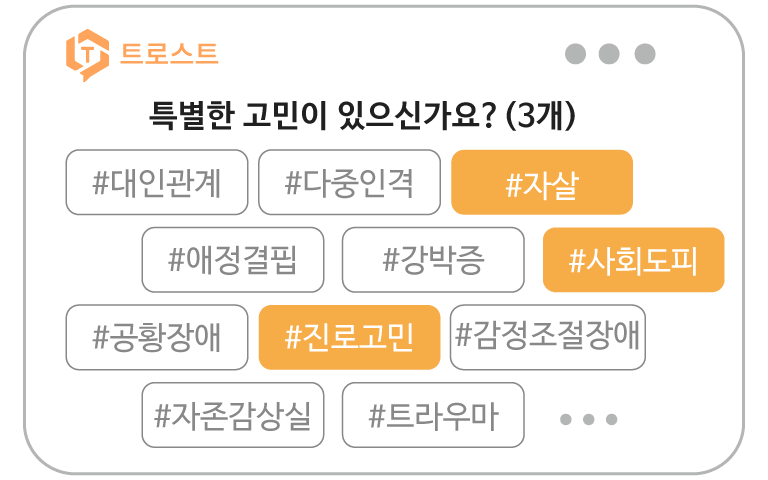 트로스트
특별한 고민이 있으신가요? (3개)
#대인관계 #다중인격 #자살
#애정결핍 #강박증 #사회도피
#공황장애 #진로고민 #감정조절장애
#자존감상실 #트라우마